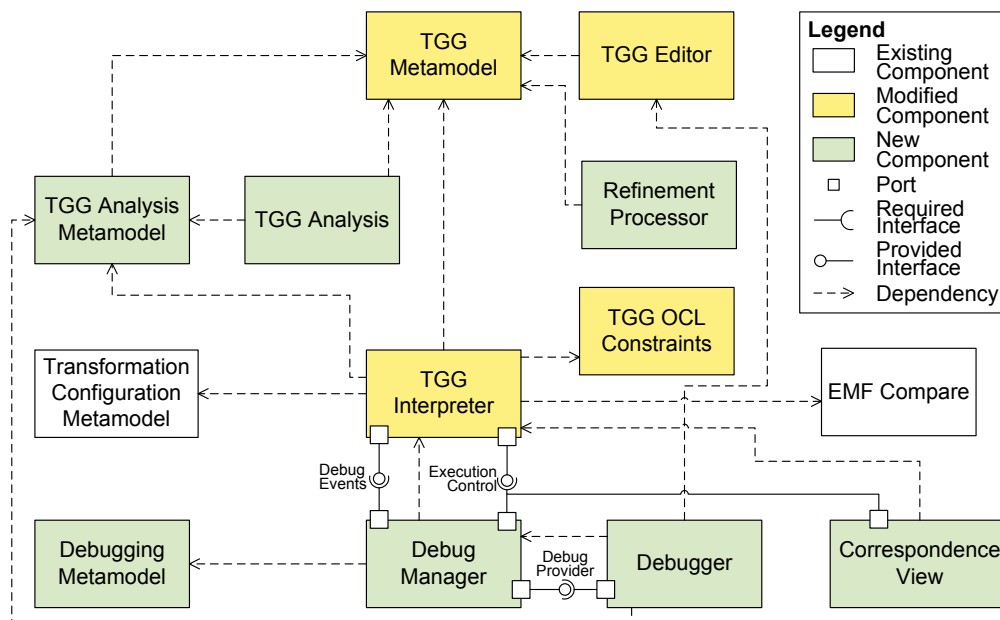 TGG
Metamodel
TGG Editor
Legend
Existing
Component
Modified
Component
New
Component
Port
Required
Interface
Provided
Interface
Dependency
TGG Analysis
Metamodel
TGG Analysis
Refinement
Processor
TGG OCL
Constraints
Transformation
Configuration
Metamodel
TGG
Interpreter
EMF Compare
Debug
Events
Execution
Control
Debugging
Metamodel
Debug
Manager
Debug
Provider
Debugger
Correspondence
View